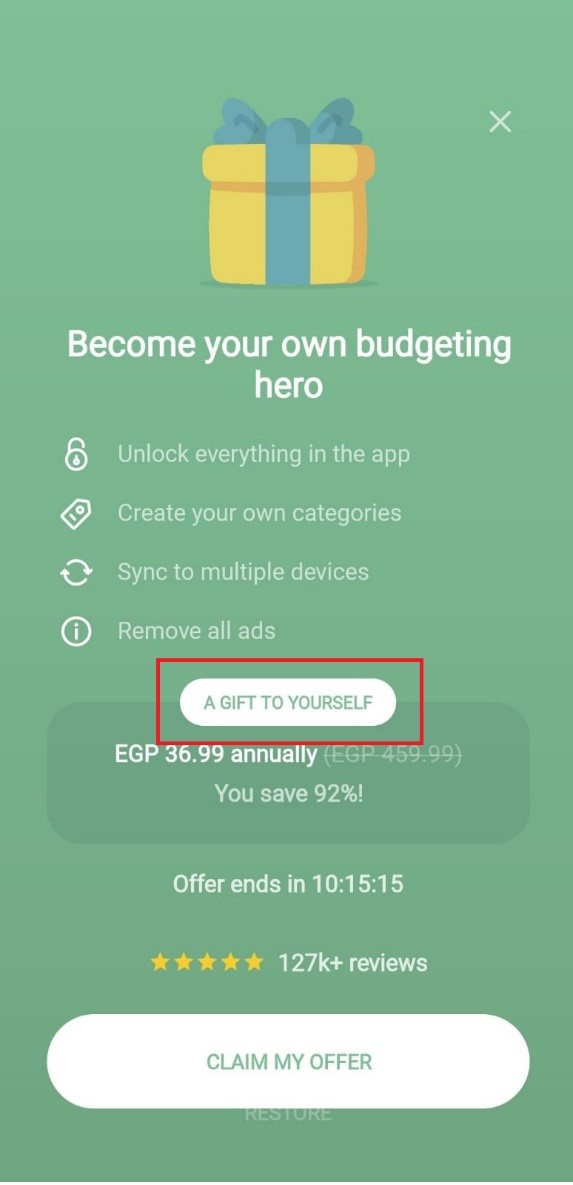 Become your own budgeting
hero
Unlock everything in the app
Create your own categories
Sync to multiple devices
Remove all ads
A GIFT TO YOURSELF
EGP 36.99 annually (EGP 459.99)
You save 92%!
Offer ends in 10:15:15
127k+ reviews
CLAIM MY OFFER
RESTORE